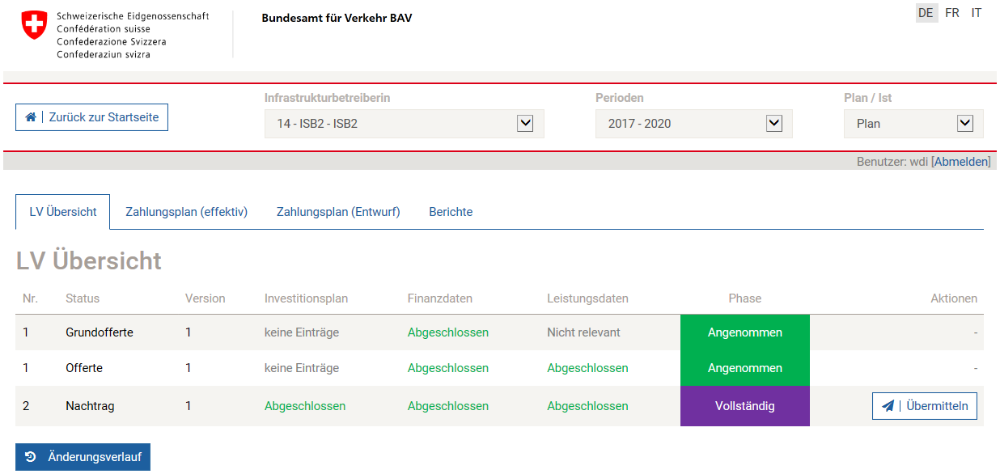 Schweizerische Eidgenossenschaft
Confédération suisse
Confederazione Svizzera
Confederaziun svizra
Bundesamt für Verkehr BAV
DE FR IT
Zurück zur Startseite
Infrastrukturbetreiberin
14 - ISB2 - ISB2
Perioden
2017 - 2020
Plan / Ist
Plan
Benutzer: wdi [Abmelden]
LV Übersicht Zahlungsplan (effektiv) Zahlungsplan (Entwurf) Berichte
LV Übersicht
Nr. Status Version Investitionsplan Finanzdaten Leistungsdaten Phase Aktionen
1 Grundofferte 1 keine Einträge Abgeschlossen Nicht relevant Angenommen -
1 Offerte 1 keine Einträge Abgeschlossen Abgeschlossen Angenommen -
2 Nachtrag 1 Abgeschlossen Abgeschlossen Abgeschlossen Vollständig Übermitteln
Änderungsverlauf